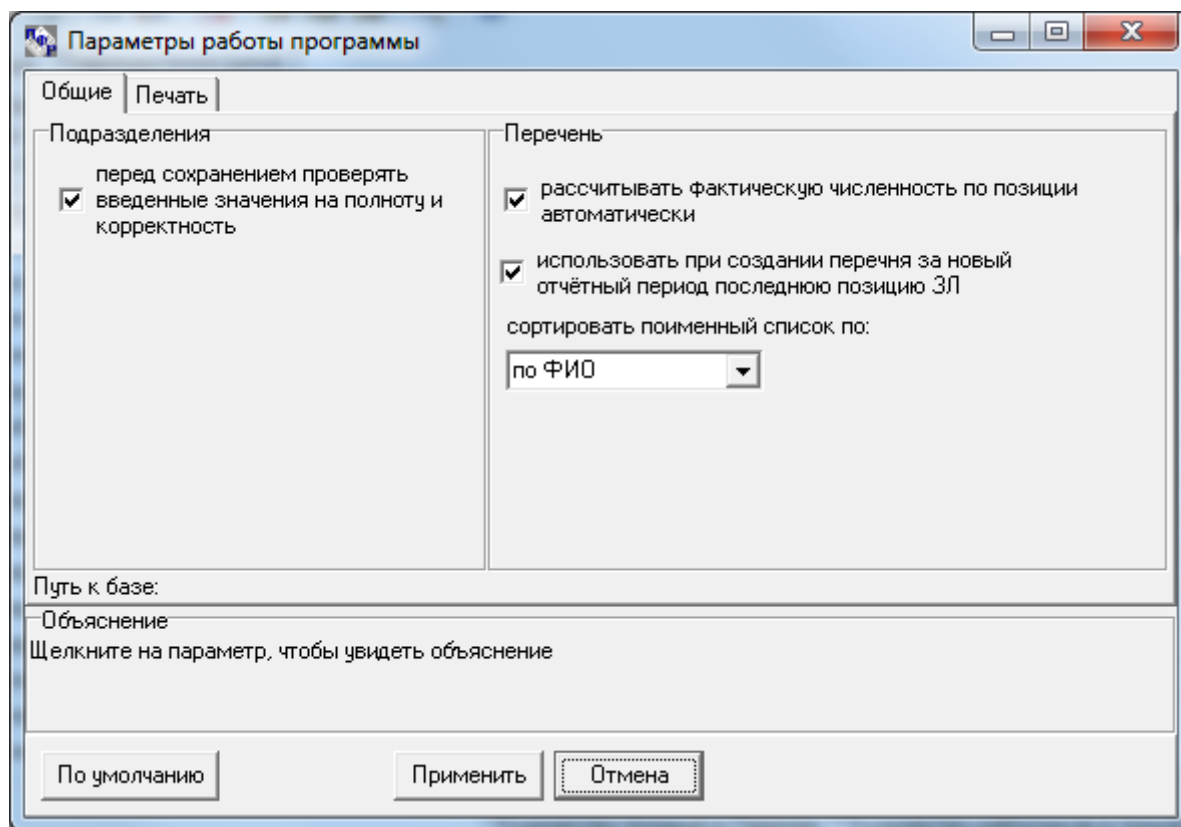 ПФР
Параметры работы программы
Общие
Печать
Подразделения
перед сохранением проверять
введенные значения на полноту и
корректность
Перечень
рассчитывать фактическую численность по позиции
автоматически
использовать при создании перечня за новый
отчётный период последнюю позицию ЗЛ
сортировать поименный список по:
по ФИО
Путь к базе:
Объяснение
Щелкните на параметр, чтобы увидеть объяснение
По умолчанию
Применить
Отмена